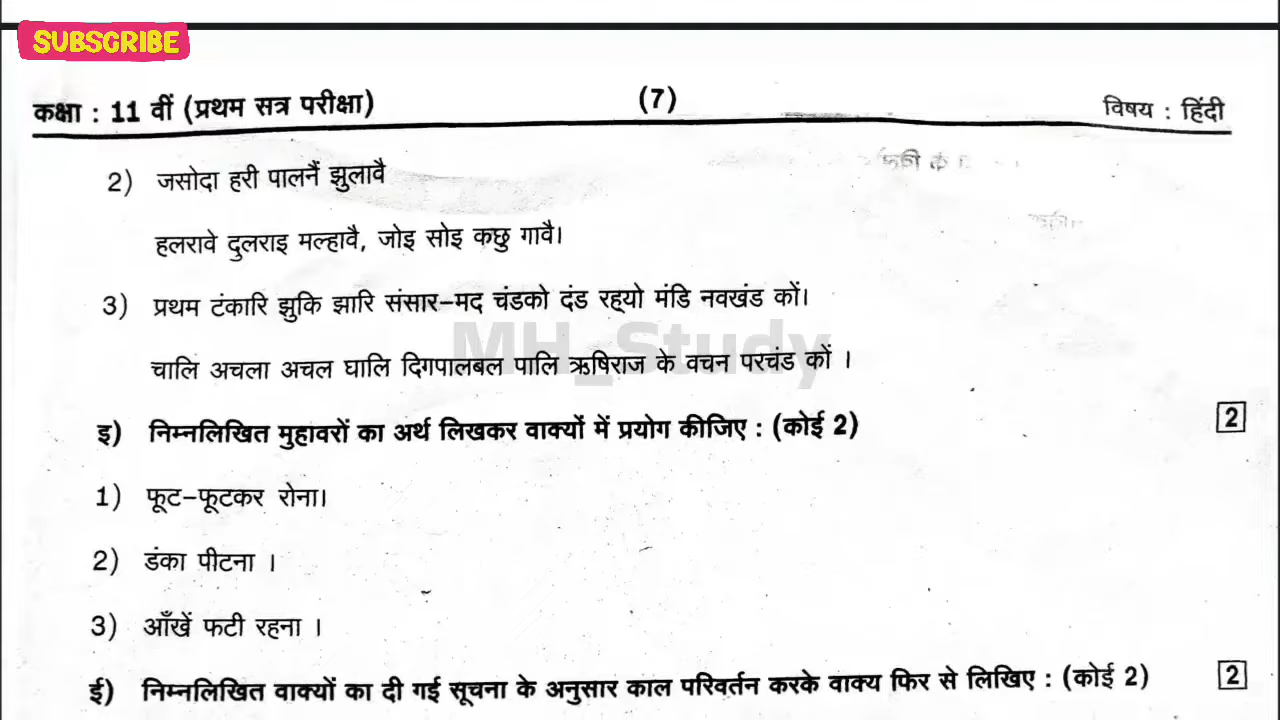 SUBSCRIBE
कक्षा : 11 वीं (प्रथम सत्र परीक्षा) (7) विषय : हिंदी
2) जसोदा हरी पालनैं झुलावै
हलरावे दुलराइ मल्हावै, जोइ सोइ कछु गावै।
3) प्रथम टंकारि झुकि झारि संसार-मद चंडको दंड रह्यो मंडि नवखंड कों।
MH_Study
चालि अचला अचल घालि दिगपालबल पालि ऋषिराज के वचन परचंड कों ।
इ) निम्नलिखित मुहावरों का अर्थ लिखकर वाक्यों में प्रयोग कीजिए : (कोई 2) 2
1) फूट-फूटकर रोना।
2) डंका पीटना ।
3) आँखें फटी रहना ।
ई) निम्नलिखित वाक्यों का दी गई सूचना के अनुसार काल परिवर्तन करके वाक्य फिर से लिखिए : (कोई 2) 2